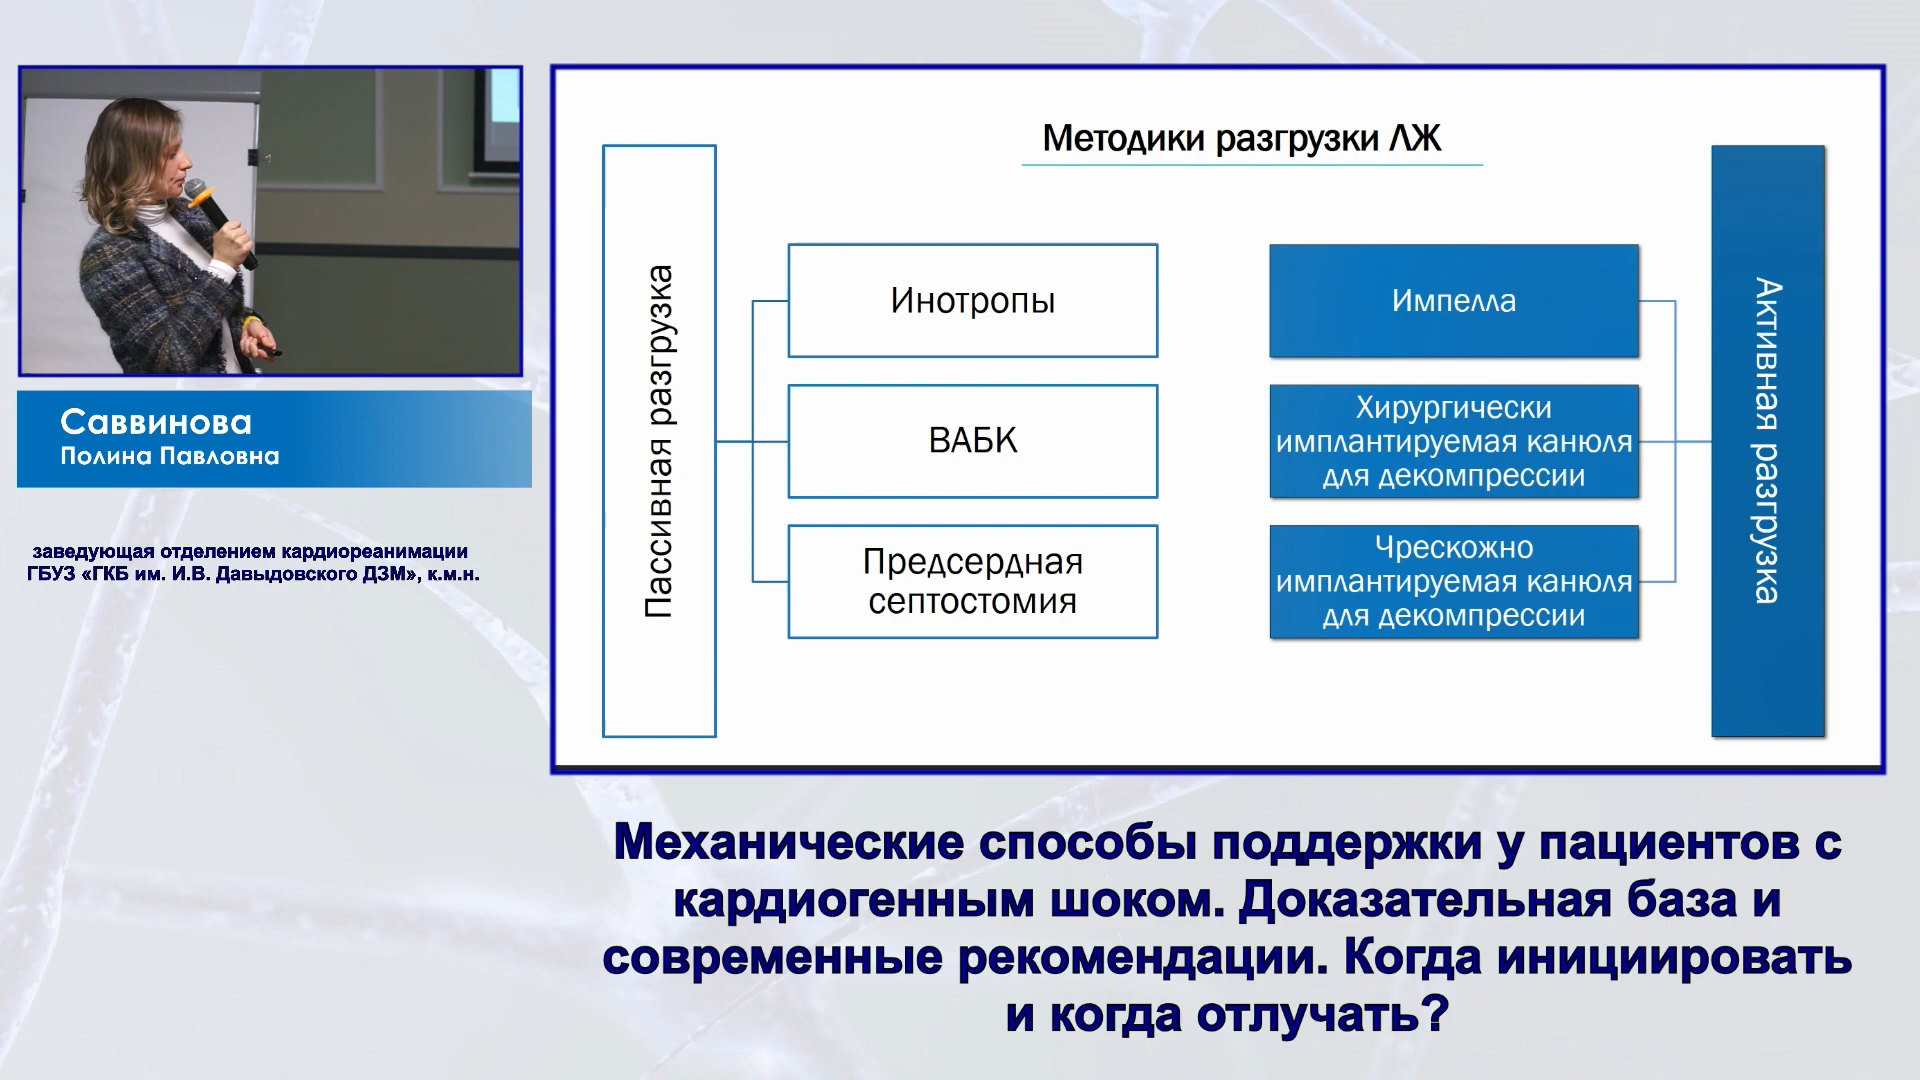 Саввинова
Полина Павловна
заведующая отделением кардиореанимации
ГБУЗ «ГКБ им. И.В. Давыдовского ДЗМ», к.м.н.
Методики разгрузки ЛЖ
Пассивная разгрузка
Инотропы
ВАБК
Предсердная
септостомия
Импелла
Хирургически
имплантируемая канюля
для декомпрессии
Чрескожно
имплантируемая канюля
для декомпрессии
Активная разгрузка
Механические способы поддержки у пациентов с
кардиогенным шоком. Доказательная база и
современные рекомендации. Когда инициировать
и когда отлучать?